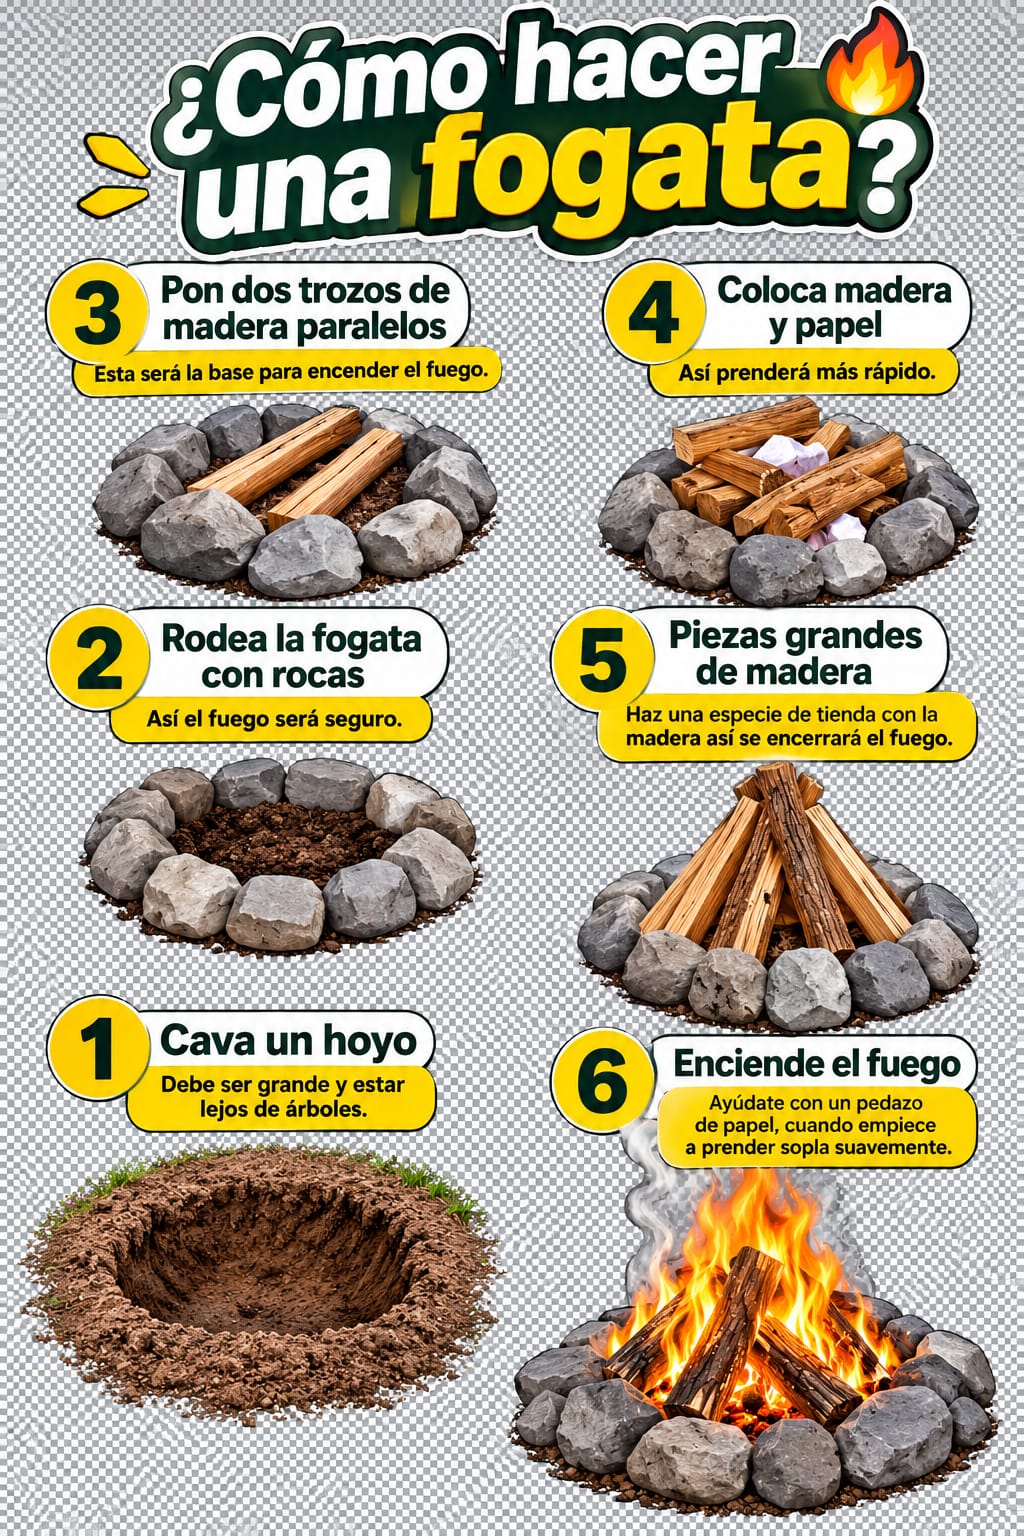 ¿Cómo hacer
una fogata?
3
Pon dos trozos de
madera paralelos
Esta será la base para encender el fuego.
4
Coloca madera
y papel
Así prenderá más rápido.
2
Rodea la fogata
con rocas
Así el fuego será seguro.
5
Piezas grandes
de madera
Haz una especie de tienda con la
madera así se encerrará el fuego.
1
Cava un hoyo
Debe ser grande y estar
lejos de árboles.
6
Enciende el fuego
Ayúdate con un pedazo
de papel, cuando empiece
a prender sopla suavemente.